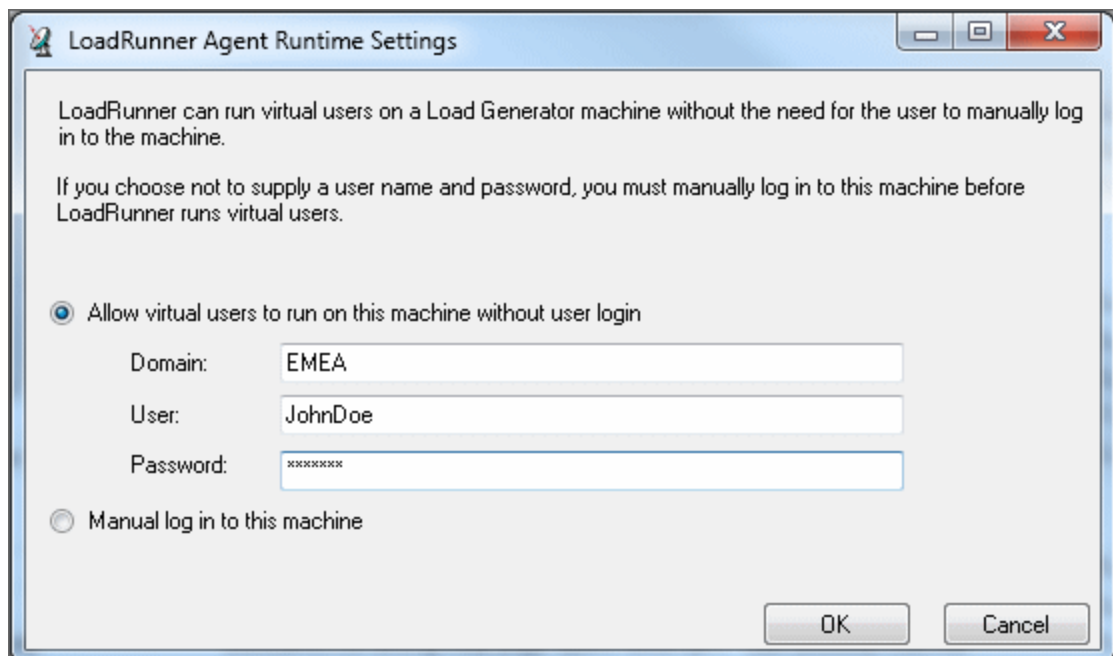 LoadRunner Agent Runtime Settings
LoadRunner can run virtual users on a Load Generator machine without the need for the user to manually log
in to the machine.
If you choose not to supply a user name and password, you must manually log in to this machine before
LoadRunner runs virtual users.
Allow virtual users to run on this machine without user login
Domain: EMEA
User: JohnDoe
Password: *******
Manual log in to this machine
OK Cancel